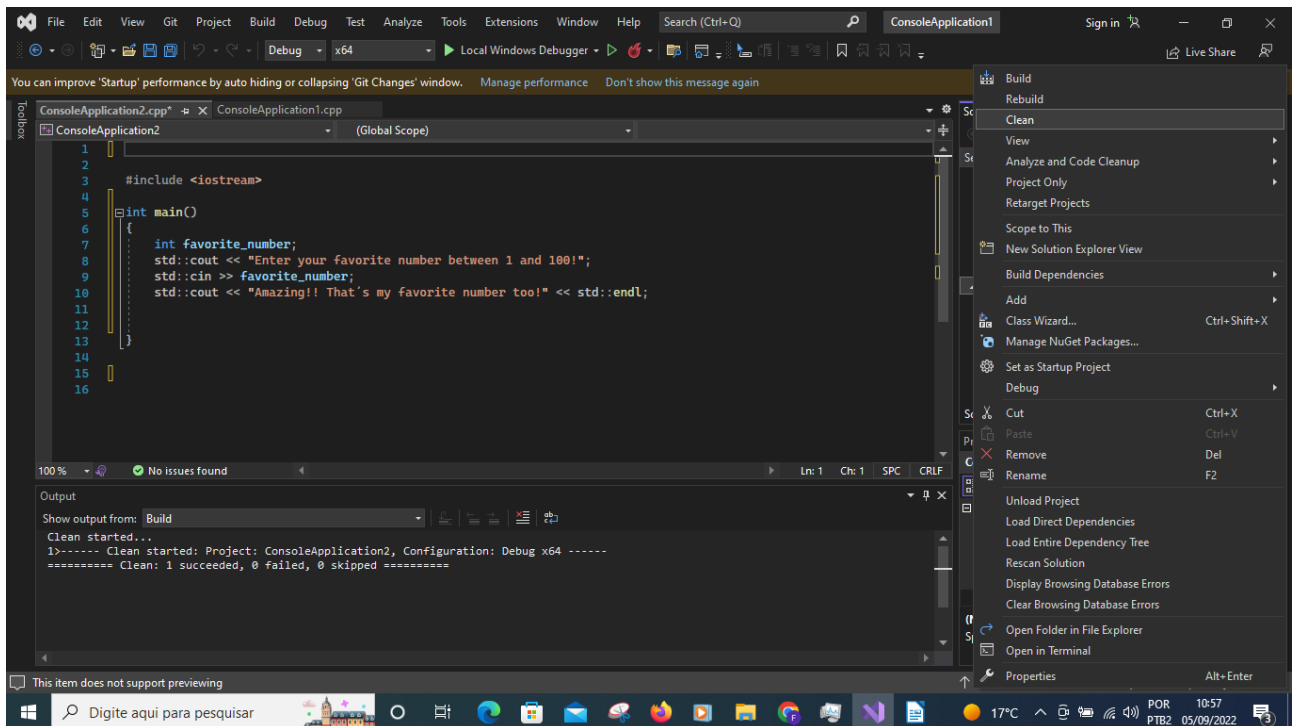 File Edit View Git Project Build Debug Test Analyze Tools Extensions Window Help Search (Ctrl+Q) ConsoleApplication1 Sign in
Debug x64 Local Windows Debugger Live Share
You can improve 'Startup' performance by auto hiding or collapsing 'Git Changes' window. Manage performance Don't show this message again
Toolbox
ConsoleApplication2.cpp* ConsoleApplication1.cpp
ConsoleApplication2 (Global Scope)
1
2
3 #include <iostream>
4
5 int main()
6 {
7 int favorite_number;
8 std::cout << "Enter your favorite number between 1 and 100!";
9 std::cin >> favorite_number;
10 std::cout << "Amazing!! That´s my favorite number too!" << std::endl;
11
12
13 }
14
15
16
100 % No issues found Ln: 1 Ch: 1 SPC CRLF
Output
Show output from: Build
Clean started...
1>------ Clean started: Project: ConsoleApplication2, Configuration: Debug x64 ------
========== Clean: 1 succeeded, 0 failed, 0 skipped ==========
Build
Rebuild
Clean
View
Analyze and Code Cleanup
Project Only
Retarget Projects
Scope to This
New Solution Explorer View
Build Dependencies
Add
Class Wizard... Ctrl+Shift+X
Manage NuGet Packages...
Set as Startup Project
Debug
Cut Ctrl+X
Paste Ctrl+V
Remove Del
Rename F2
Unload Project
Load Direct Dependencies
Load Entire Dependency Tree
Rescan Solution
Display Browsing Database Errors
Clear Browsing Database Errors
Open Folder in File Explorer
Open in Terminal
Properties Alt+Enter
This item does not support previewing
Digite aqui para pesquisar 17°C POR 10:57
PTB2 05/09/2022 3